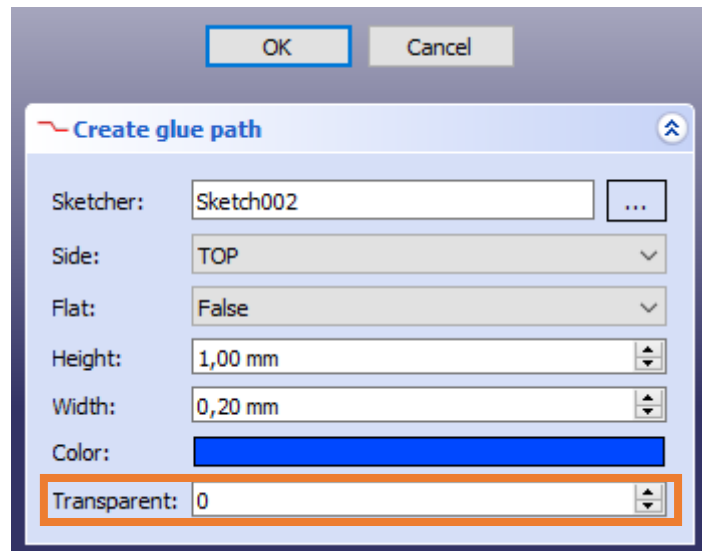 OK Cancel
Create glue path
Sketcher: Sketch002 ...
Side: TOP
Flat: False
Height: 1,00 mm
Width: 0,20 mm
Color:
Transparent: 0